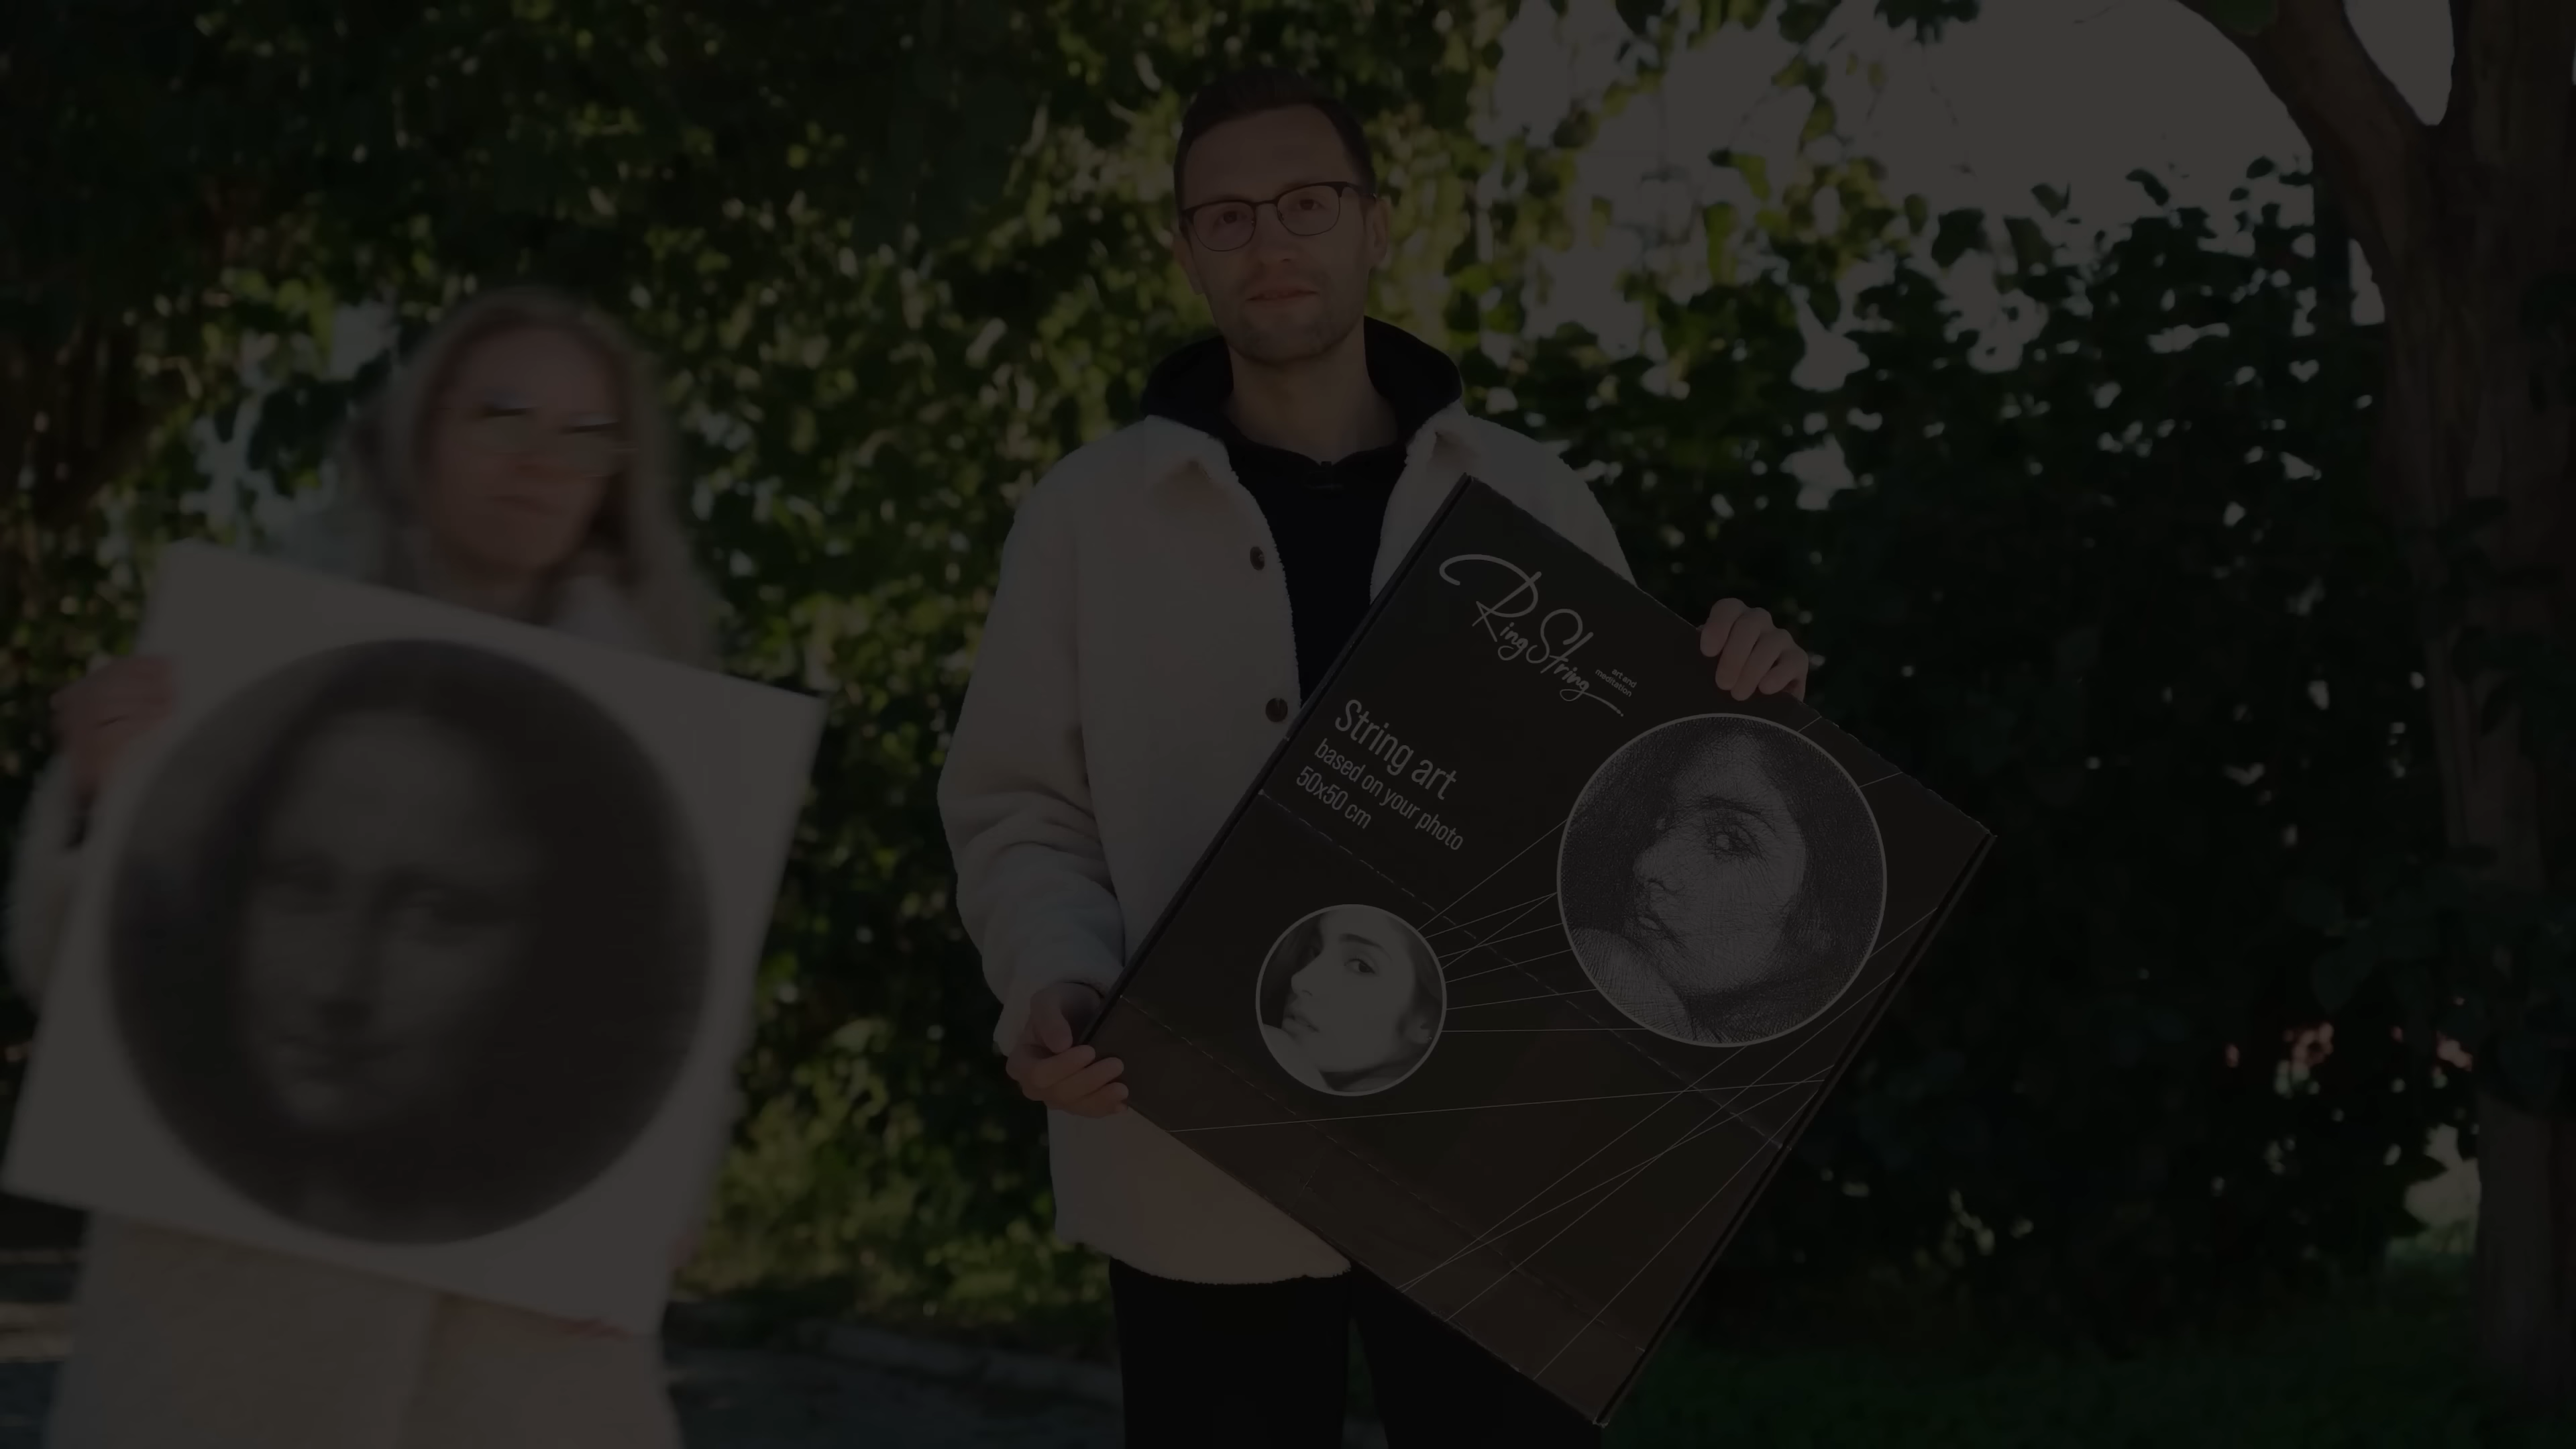 RingString
art and
meditation
String art
based on your photo
50x50 cm